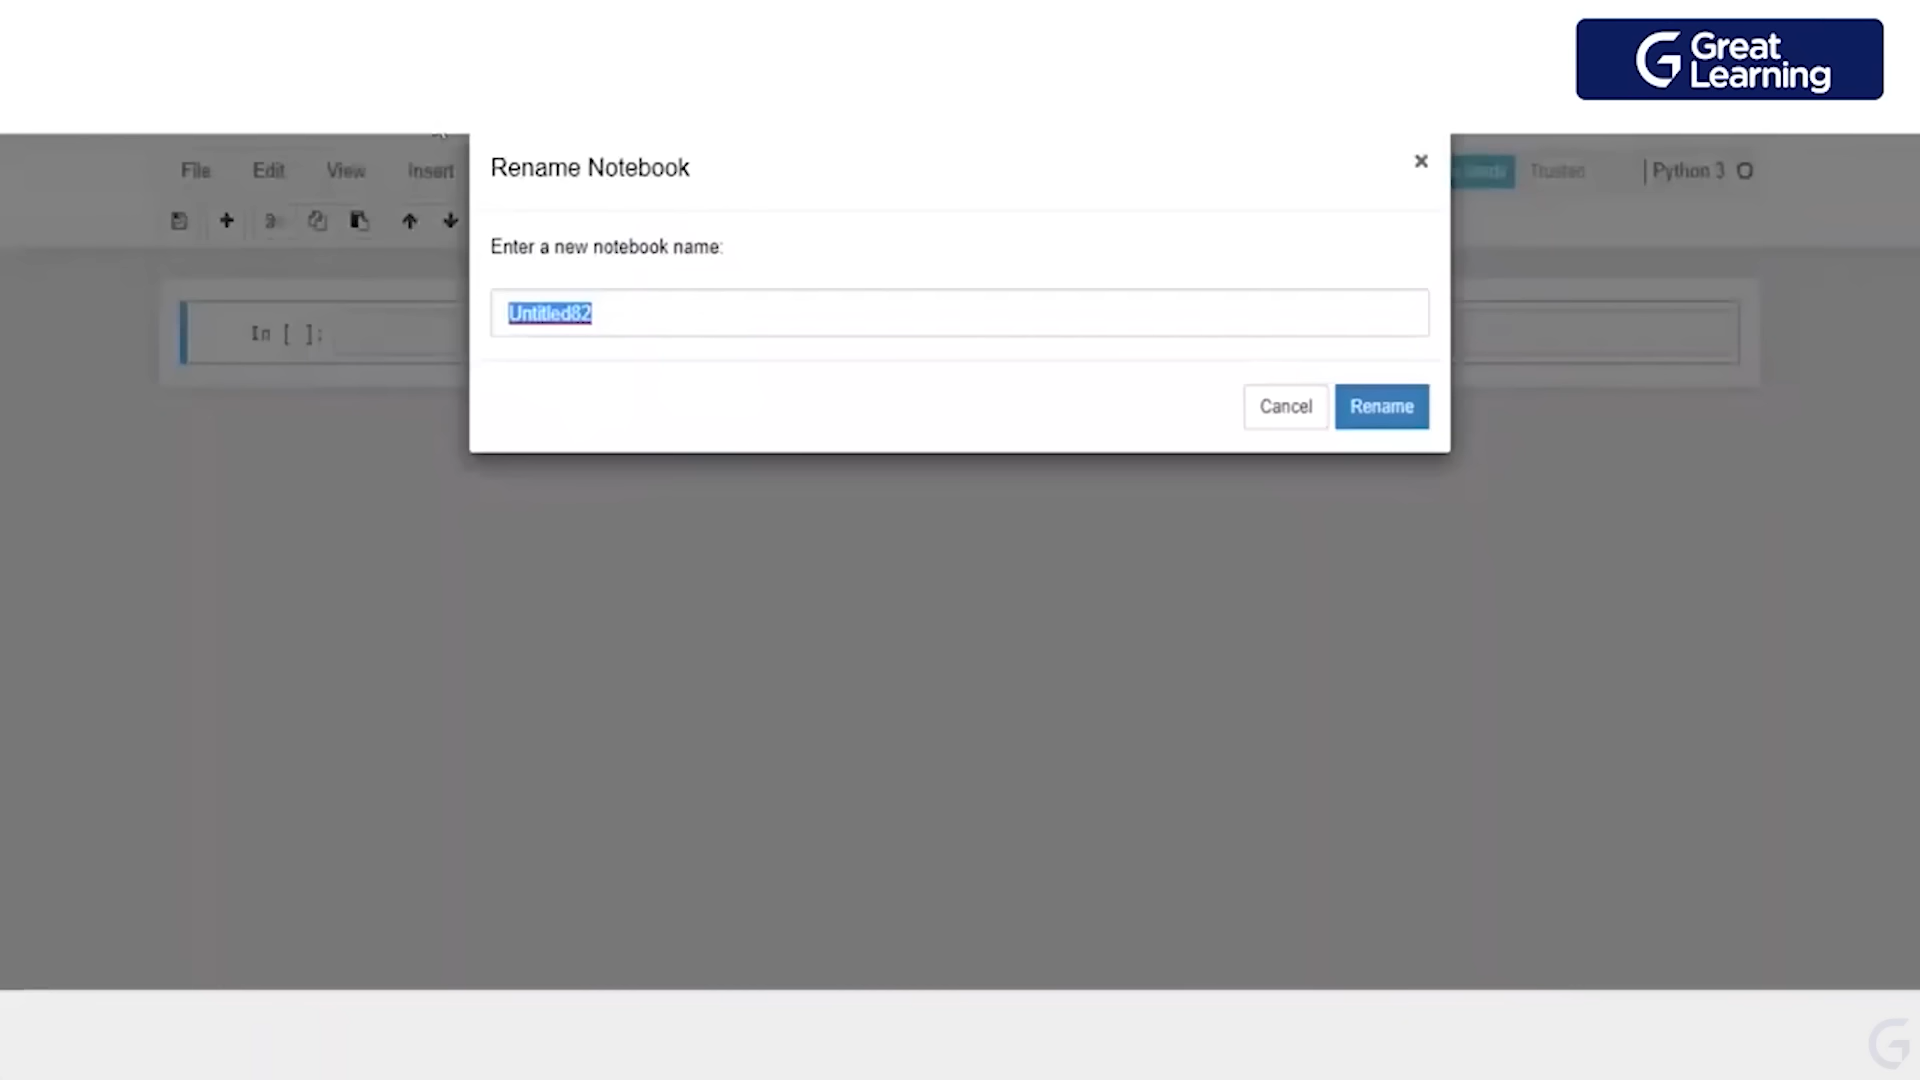 Great
Learning
File Edit View Insert
Rename Notebook
×
Trusted
Python 3
Enter a new notebook name:
In [ ]:
Untitled82
Cancel
Rename